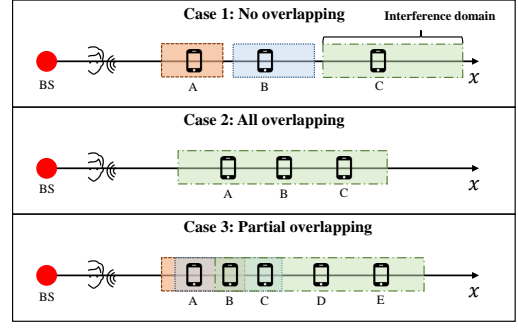 Case 1: No overlapping
Interference domain
BS
A
B
C
x
Case 2: All overlapping
BS
A
B
C
x
Case 3: Partial overlapping
BS
A
B
C
D
E
x